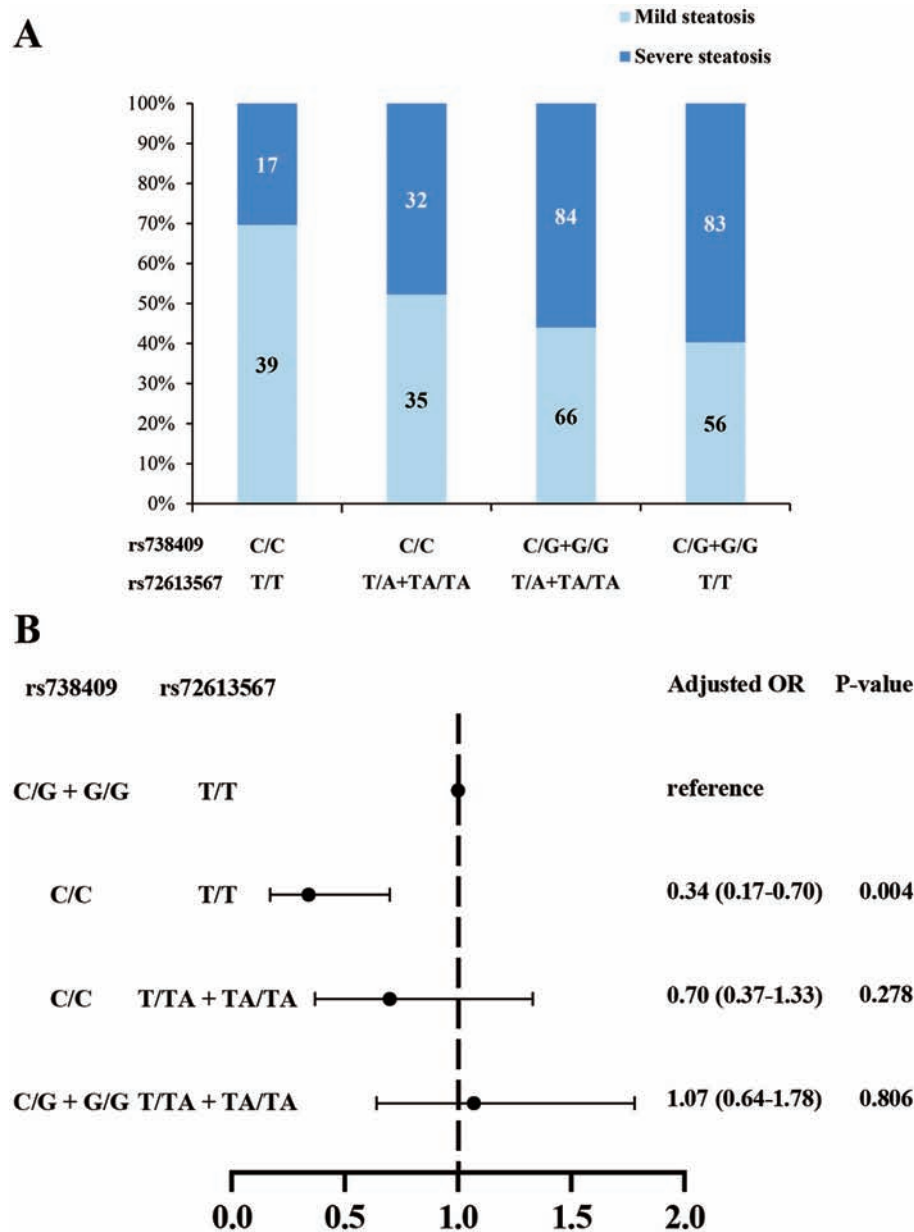 A
Mild steatosis
Severe steatosis
100%
90%
80%
70%
60%
50%
40%
30%
20%
10%
0%
17 32 84 83
39 35 66 56
rs738409 C/C C/C C/G+G/G C/G+G/G
rs72613567 T/T T/A+TA/TA T/A+TA/TA T/T
B
rs738409 rs72613567 Adjusted OR P-value
C/G + G/G T/T reference
C/C T/T 0.34 (0.17-0.70) 0.004
C/C T/TA + TA/TA 0.70 (0.37-1.33) 0.278
C/G + G/G T/TA + TA/TA 1.07 (0.64-1.78) 0.806
0.0 0.5 1.0 1.5 2.0